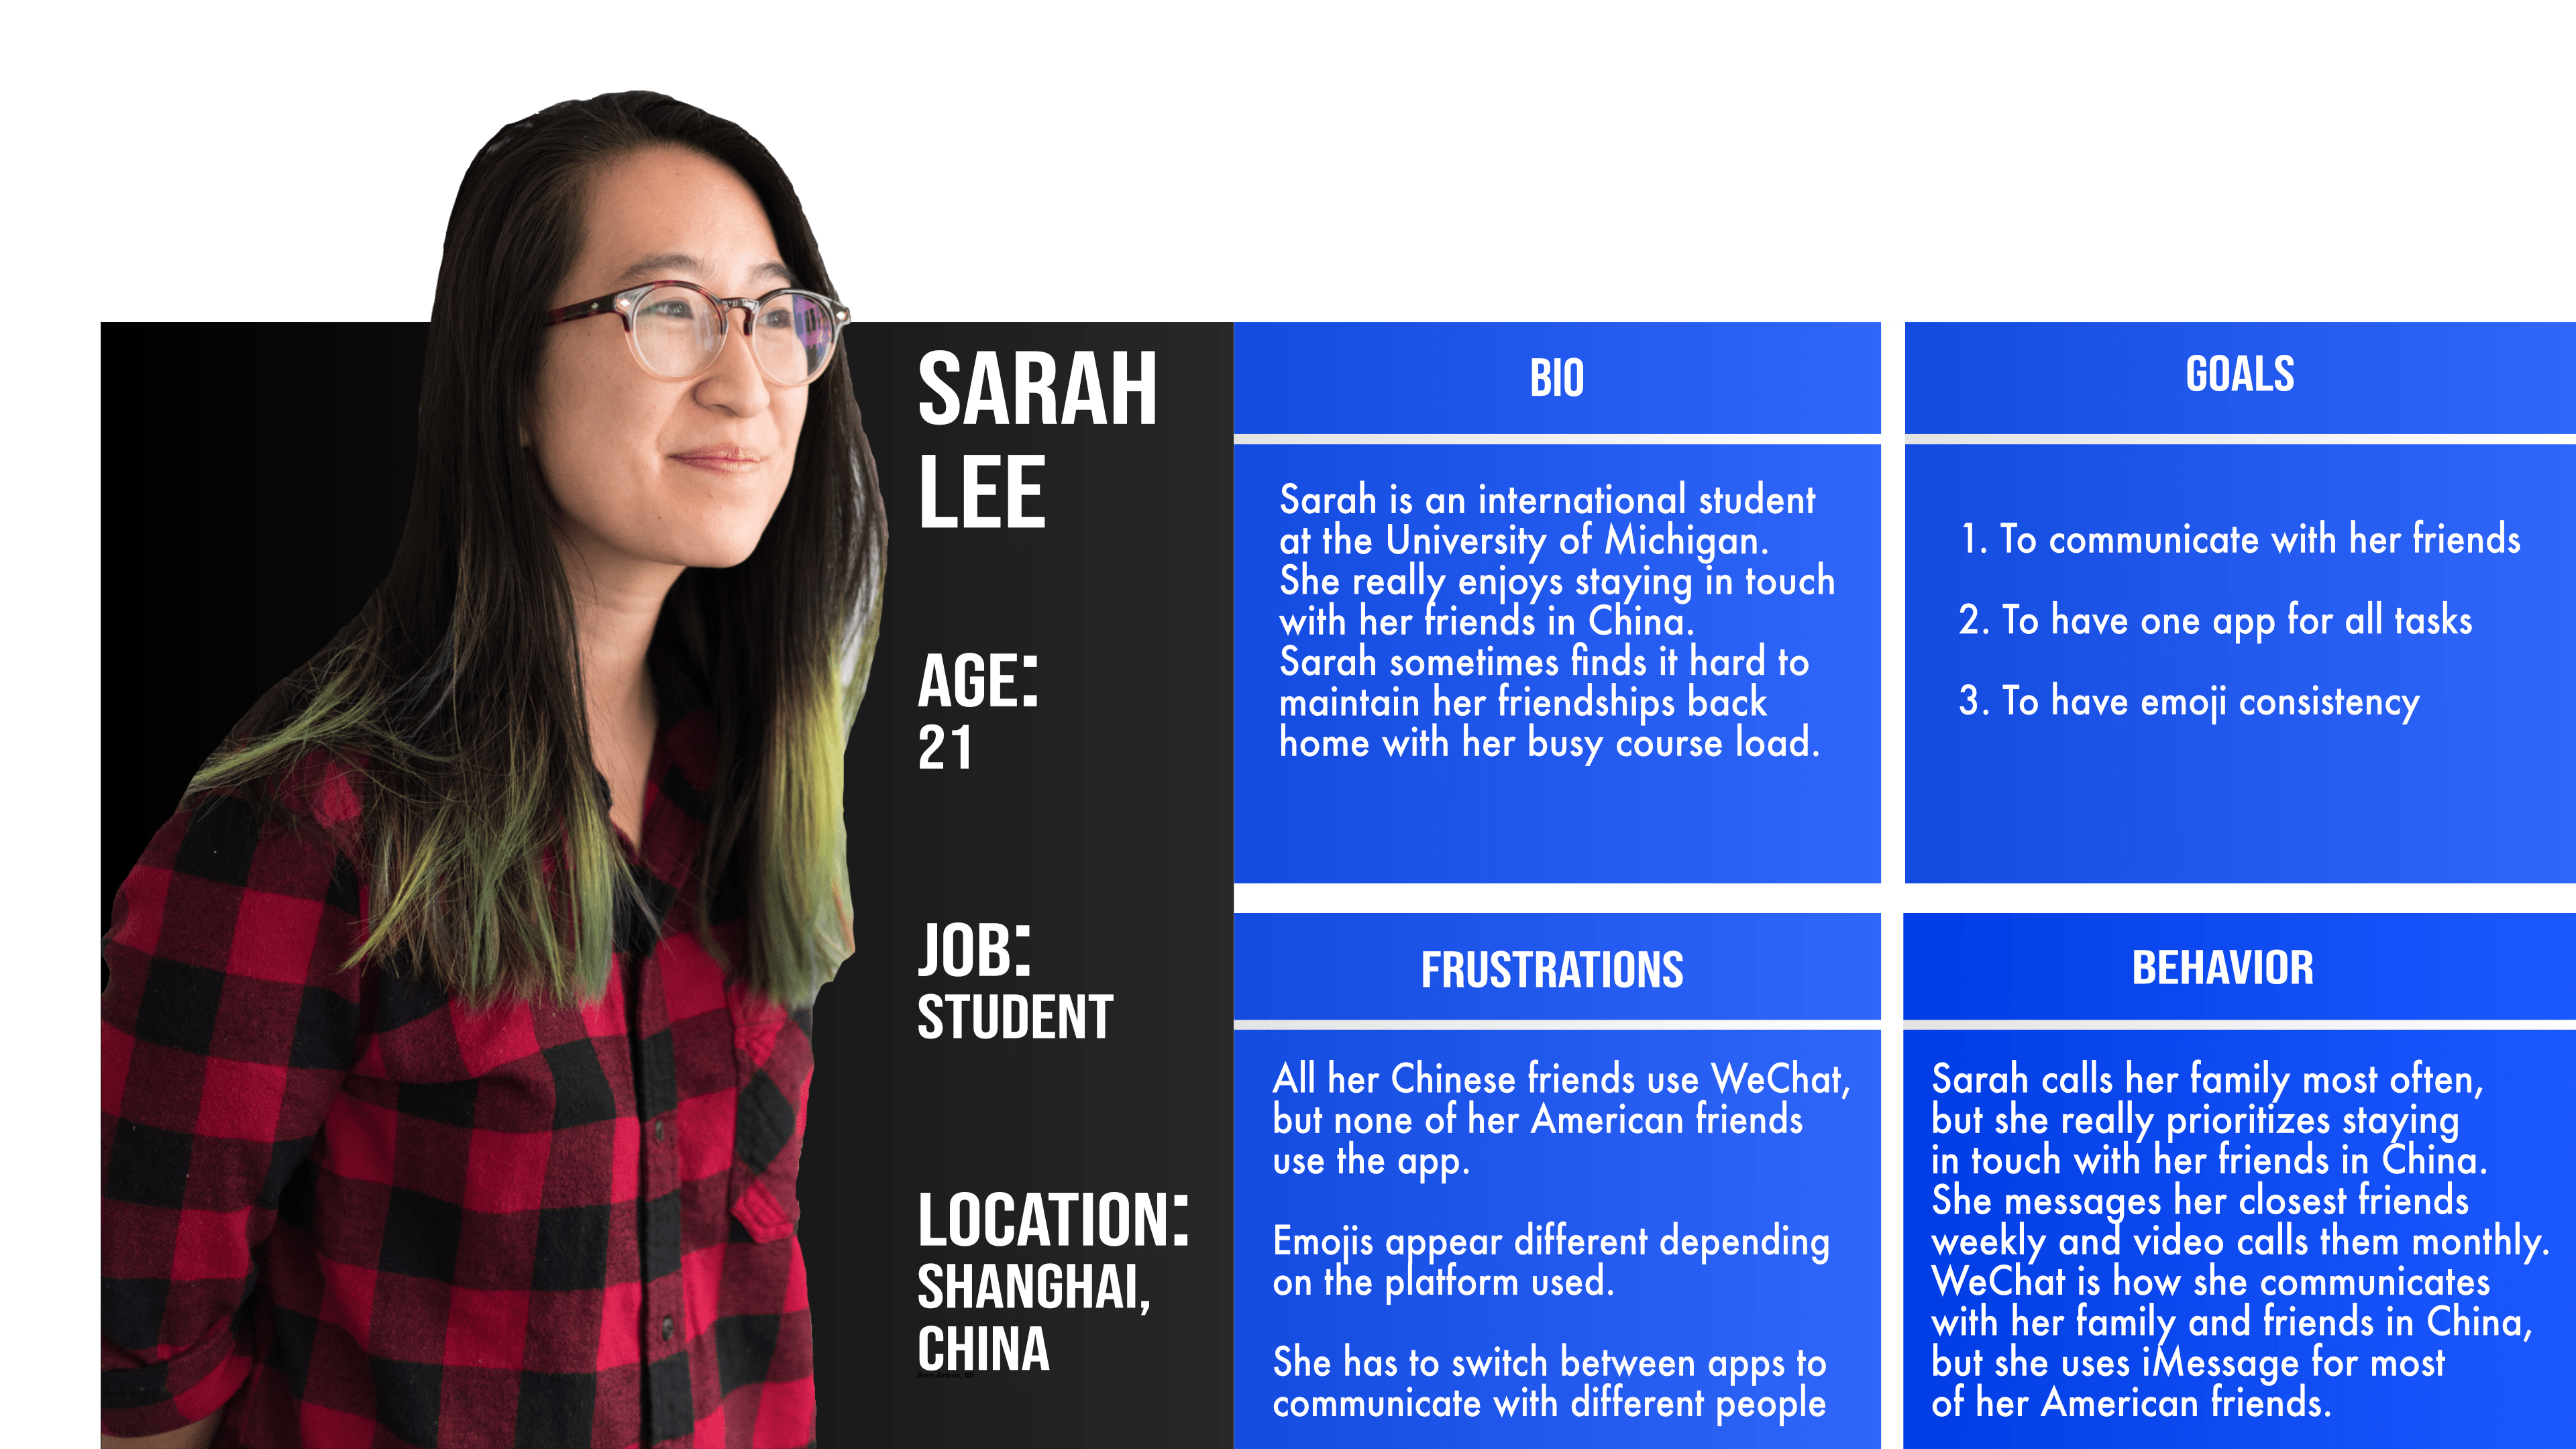 SARAH
LEE
AGE:
21
JOB:
STUDENT
LOCATION:
SHANGHAI,
CHINA
Ann Arbor, MI
BIO
Sarah is an international student
at the University of Michigan.
She really enjoys staying in touch
with her friends in China.
Sarah sometimes finds it hard to
maintain her friendships back
home with her busy course load.
GOALS
1. To communicate with her friends
2. To have one app for all tasks
3. To have emoji consistency
FRUSTRATIONS
All her Chinese friends use WeChat,
but none of her American friends
use the app.
Emojis appear different depending
on the platform used.
She has to switch between apps to
communicate with different people
BEHAVIOR
Sarah calls her family most often,
but she really prioritizes staying
in touch with her friends in China.
She messages her closest friends
weekly and video calls them monthly.
WeChat is how she communicates
with her family and friends in China,
but she uses iMessage for most
of her American friends.